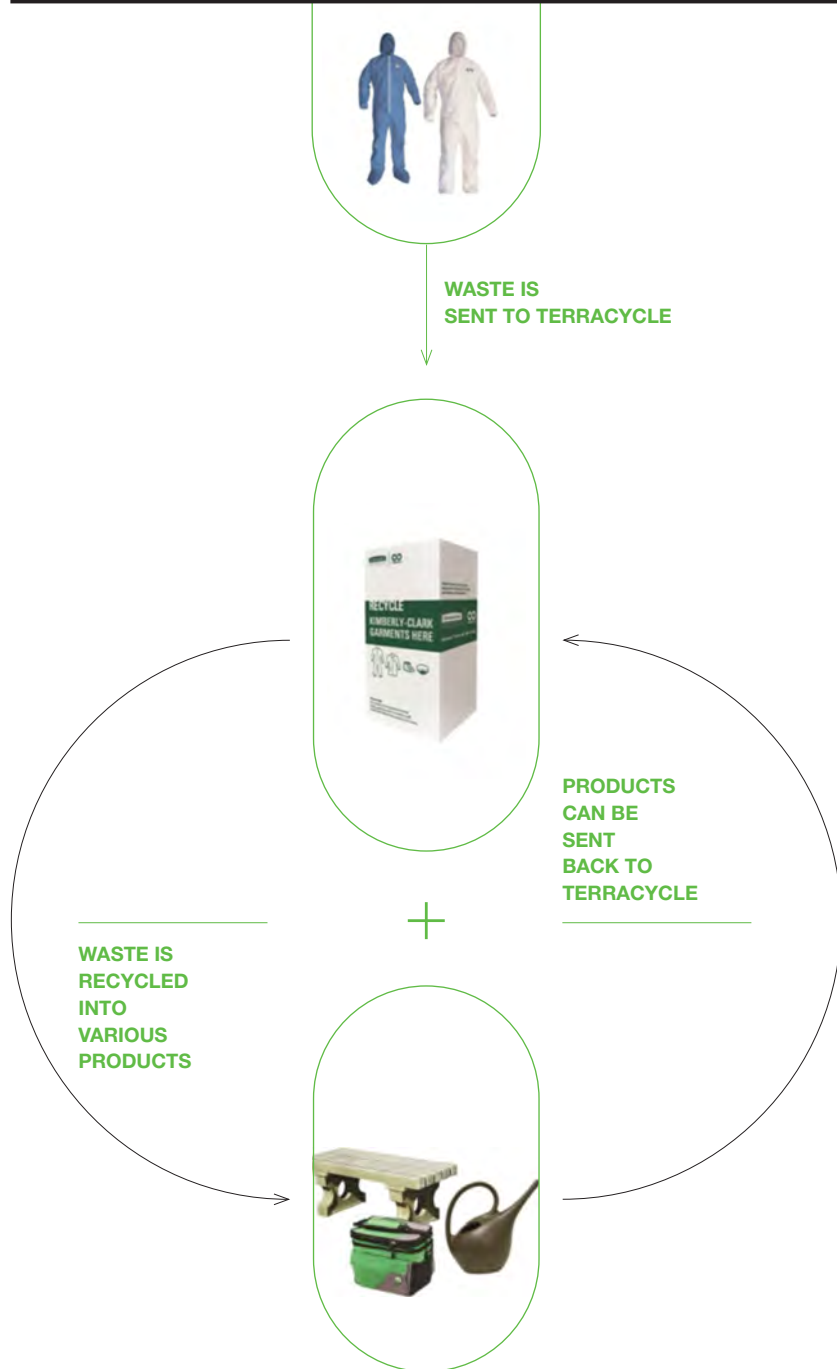 WASTE IS
SENT TO TERRACYCLE
RECYCLE
KIMBERLY-CLARK
GARMENTS HERE
PRODUCTS
CAN BE
SENT
BACK TO
TERRACYCLE
WASTE IS
RECYCLED
INTO
VARIOUS
PRODUCTS